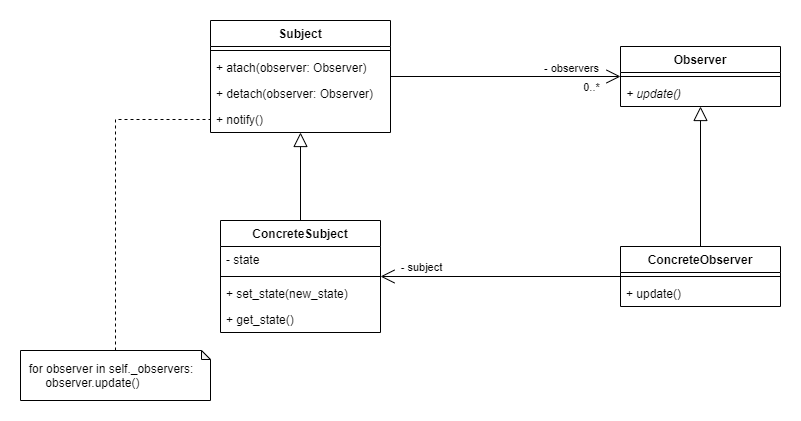 Subject
+ atach(observer: Observer)
+ detach(observer: Observer)
+ notify()
- observers
0..*
Observer
+ update()
ConcreteSubject
- state
+ set_state(new_state)
+ get_state()
- subject
ConcreteObserver
+ update()
for observer in self._observers:
observer.update()